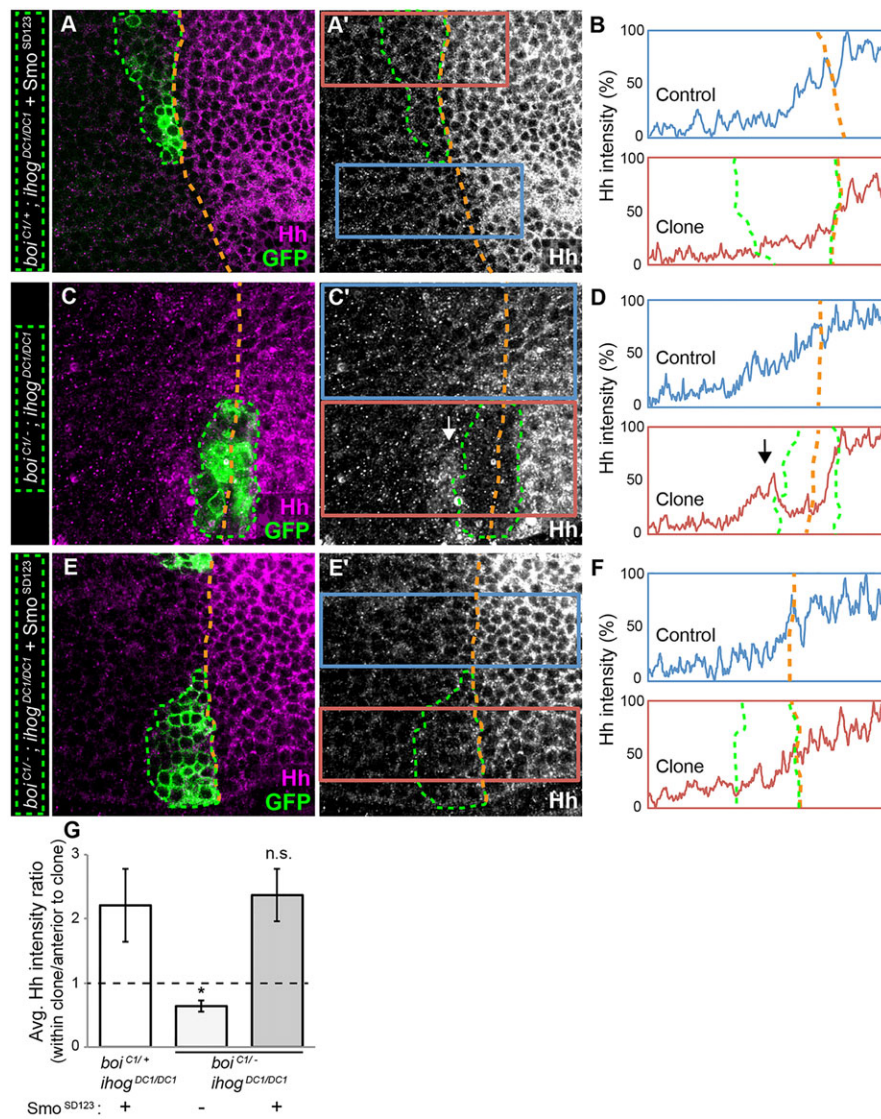 boi C1/+ ; ihog DC1/DC1 + Smo SD123
A
Hh
GFP
A'
Hh
B
Hh intensity (%)
100
50
0
Control
100
50
0
Clone
boi C1/- ; ihog DC1/DC1
C
Hh
GFP
C'
Hh
D
Hh intensity (%)
100
50
0
Control
100
50
0
Clone
boi C1/- ; ihog DC1/DC1 + Smo SD123
E
Hh
GFP
E'
Hh
F
Hh intensity (%)
100
50
0
Control
100
50
0
Clone
G
Avg. Hh intensity ratio
(within clone/anterior to clone)
3
2
1
0
*
n.s.
boi C1/+
ihog DC1/DC1
boi C1/-
ihog DC1/DC1
Smo SD123 : + - +